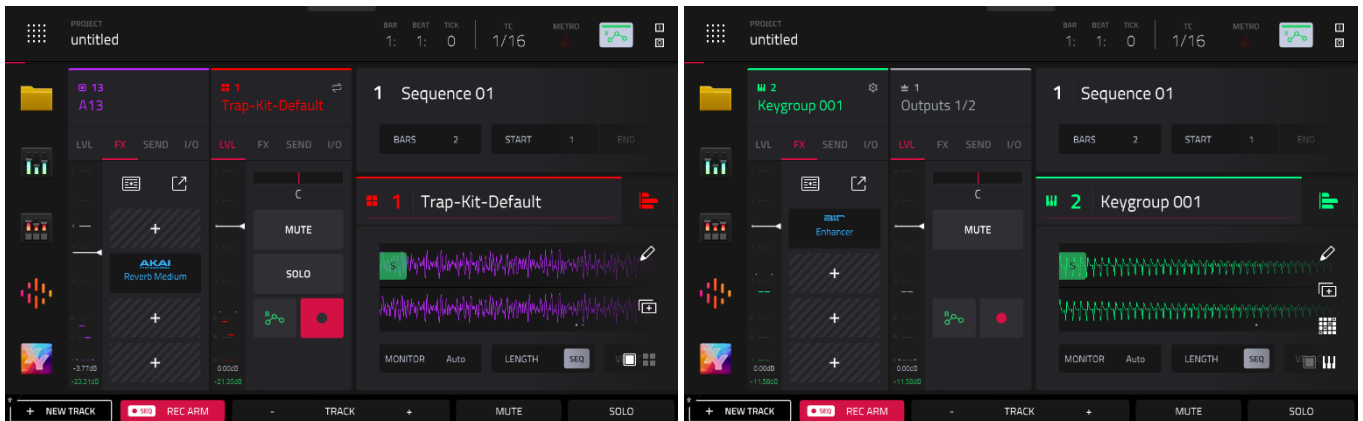 PROJECT
untitled
BAR BEAT TICK
1: 1: 0
TC
1/16
METRO
13
A13
1
Trap-Kit-Default
LVL FX SEND I/O
LVL FX SEND I/O
1 Sequence 01
BARS 2
START 1
END
C
MUTE
SOLO
AKAI
PROFESSIONAL
Reverb Medium
R
-3.77dB
-23.31dB
0.00dB
-21.35dB
1 Trap-Kit-Default
S
MONITOR Auto
LENGTH SEQ
+ NEW TRACK
SEQ REC ARM
- TRACK +
MUTE
SOLO
PROJECT
untitled
BAR BEAT TICK
1: 1: 0
TC
1/16
METRO
2
Keygroup 001
1
Outputs 1/2
LVL FX SEND I/O
LVL FX SEND I/O
1 Sequence 01
BARS 2
START 1
END
C
MUTE
AIR
Enhancer
R
0.00dB
-11.50dB
0.00dB
-11.50dB
2 Keygroup 001
S
MONITOR Auto
LENGTH SEQ
+ NEW TRACK
SEQ REC ARM
- TRACK +
MUTE
SOLO